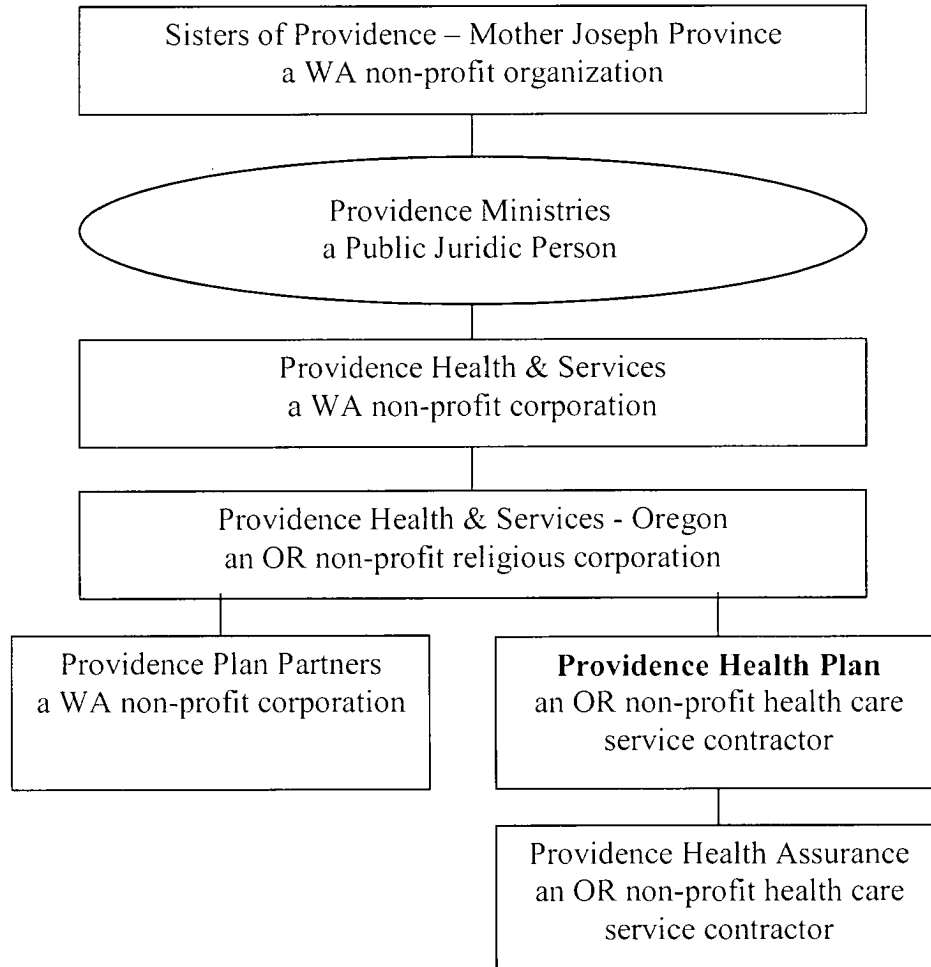 Sisters of Providence – Mother Joseph Province
a WA non-profit organization
Providence Ministries
a Public Juridic Person
Providence Health & Services
a WA non-profit corporation
Providence Health & Services - Oregon
an OR non-profit religious corporation
Providence Plan Partners
a WA non-profit corporation
Providence Health Plan
an OR non-profit health care
service contractor
Providence Health Assurance
an OR non-profit health care
service contractor